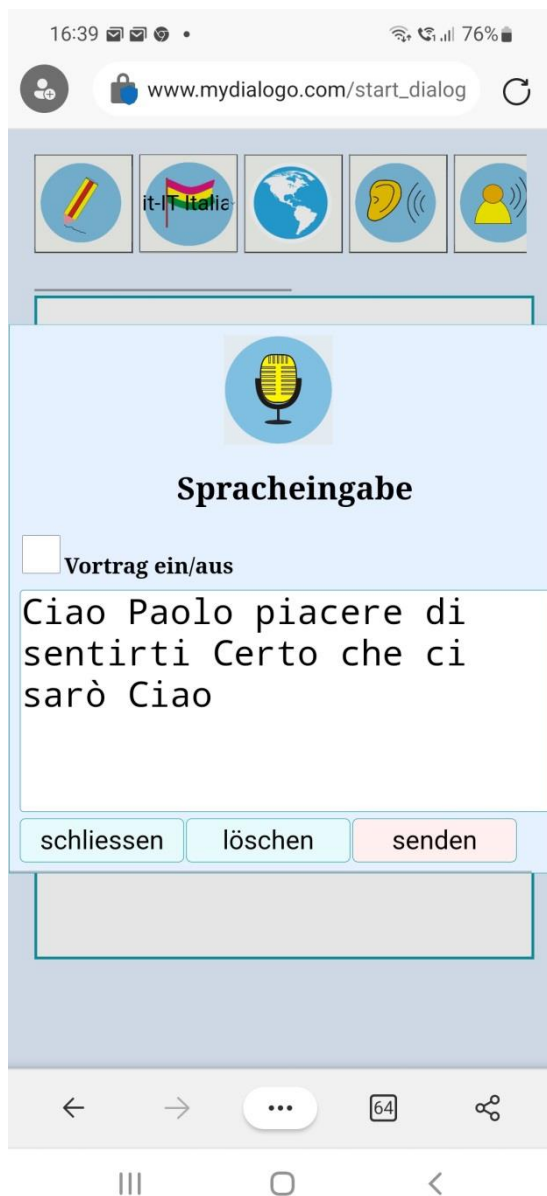 16:39
76%
www.mydialogo.com/start_dialog
it-IT Italia
Spracheingabe
Vortrag ein/aus
Ciao Paolo piacere di
sentirti Certo che ci
sarò Ciao
schliessen löschen senden
64